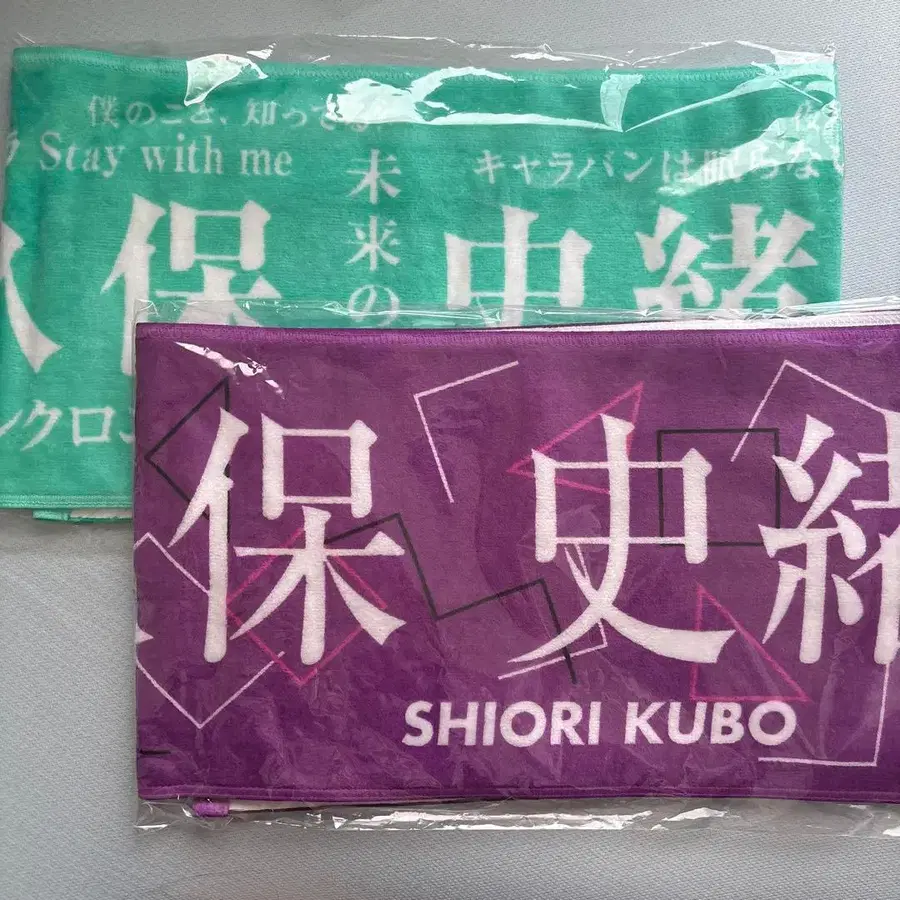 僕のこと、知ってる
Stay with me
キャラバンは眠らな
未来の
保 史緒
ンクロ
保 史緒
SHIORI KUBO